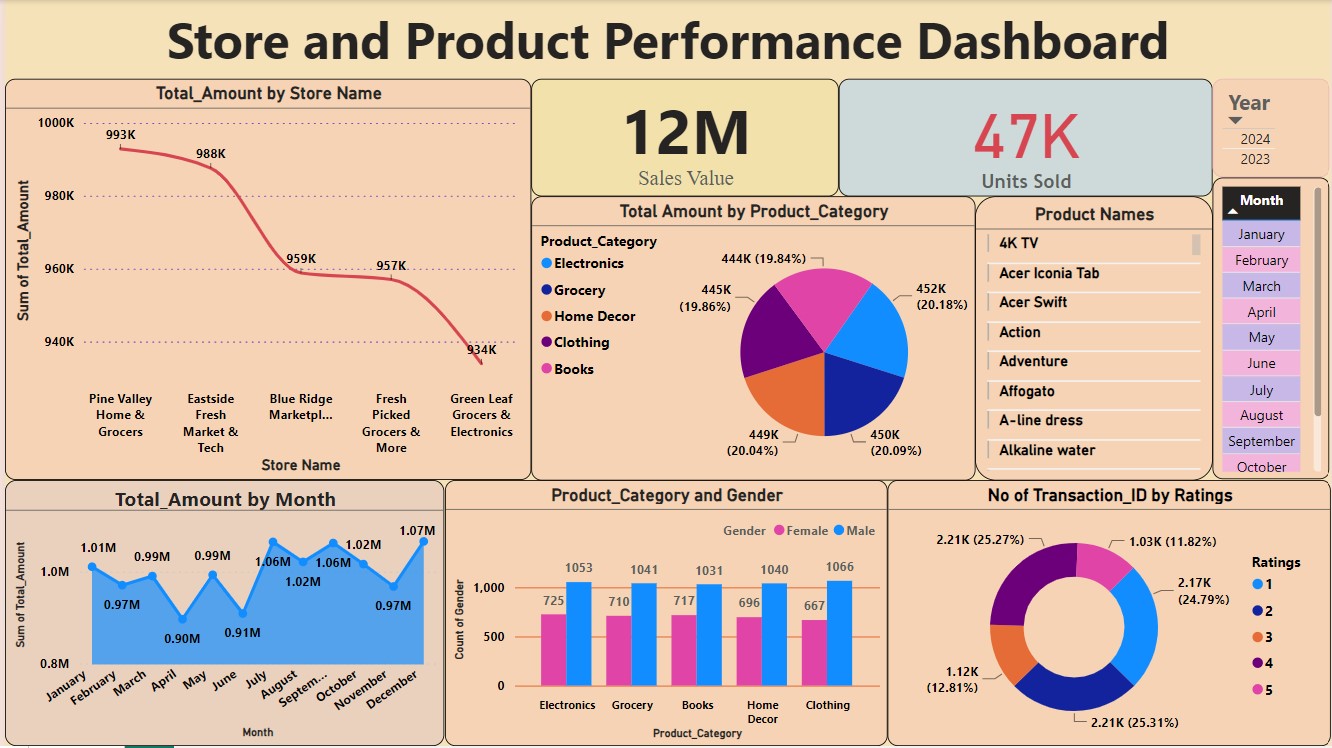 Store and Product Performance Dashboard
Total_Amount by Store Name
Sum of Total_Amount
1000K
980K
960K
940K
993K
988K
959K
957K
934K
Pine Valley
Home &
Grocers
Eastside
Fresh
Market &
Tech
Blue Ridge
Marketpl...
Fresh
Picked
Grocers &
More
Green Leaf
Grocers &
Electronics
Store Name
12M
Sales Value
47K
Units Sold
Year
2024
2023
Total Amount by Product_Category
Product_Category
Electronics
Grocery
Home Decor
Clothing
Books
444K (19.84%)
452K
(20.18%)
445K
(19.86%)
449K
(20.04%)
450K
(20.09%)
Product Names
4K TV
Acer Iconia Tab
Acer Swift
Action
Adventure
Affogato
A-line dress
Alkaline water
Month
January
February
March
April
May
June
July
August
September
October
Total_Amount by Month
Sum of Total_Amount
1.0M
0.8M
1.01M
0.97M
0.99M
0.90M
0.99M
0.91M
1.06M
1.02M
1.06M
1.02M
0.97M
1.07M
January
February
March
April
May
June
July
August
Septem...
October
November
December
Month
Product_Category and Gender
Gender
Female
Male
Count of Gender
1,000
500
0
725
1053
710
1041
717
1031
696
1040
667
1066
Electronics
Grocery
Books
Home
Decor
Clothing
Product_Category
No of Transaction_ID by Ratings
2.21K (25.27%)
1.03K (11.82%)
2.17K
(24.79%)
1.12K
(12.81%)
2.21K (25.31%)
Ratings
1
2
3
4
5